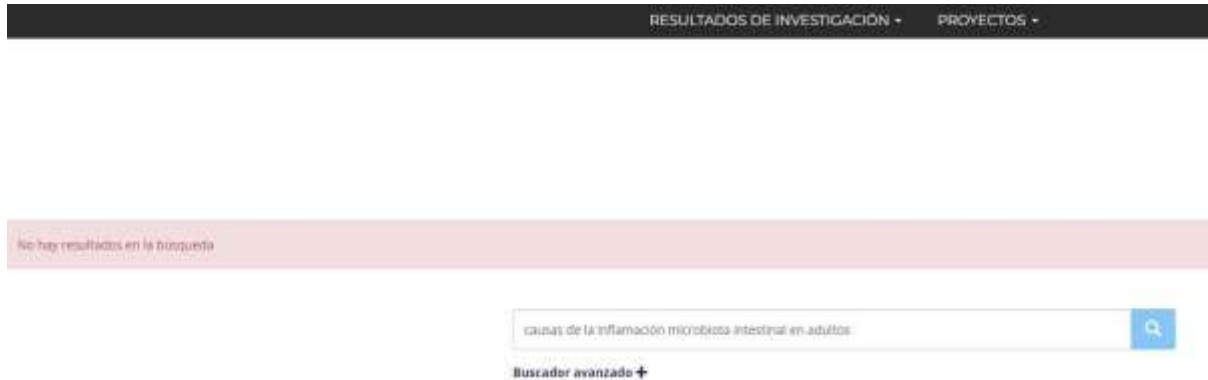 RESULTADOS DE INVESTIGACIÓN PROYECTOS
No hay resultados en la búsqueda
causas de la inflamación microbiota intestinal en adultos
Buscador avanzado +